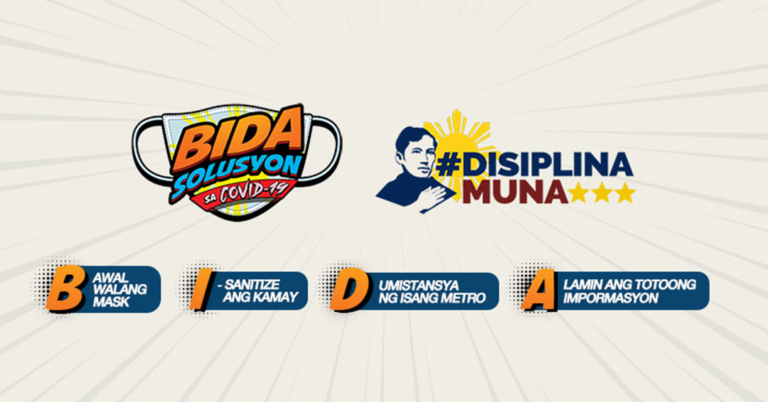 BIDA
SOLUSYON
SA COVID-19
#DISIPLINA
MUNA
B AWAL
WALANG
MASK
I - SANITIZE
ANG KAMAY
D UMISTANSYA
NG ISANG METRO
A LAMIN ANG TOTOONG
IMPORMASYON